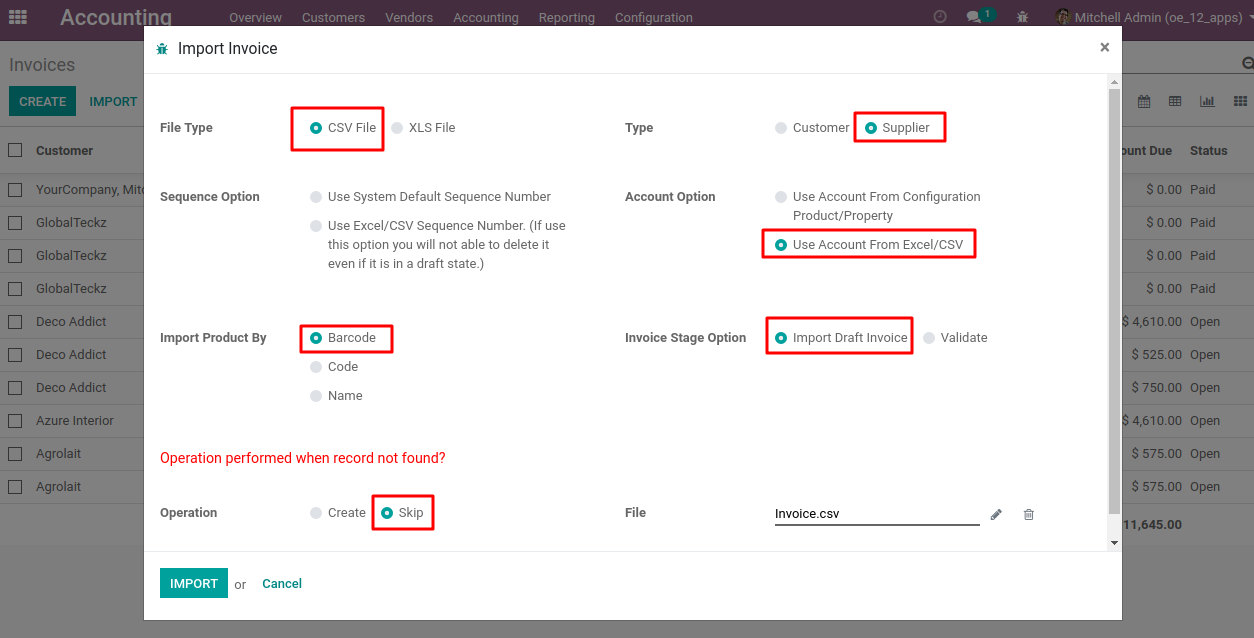 Accounting Overview Customers Vendors Accounting Reporting Configuration 1 Mitchell Admin (oe_12_apps)
Invoices
CREATE IMPORT
Customer
YourCompany, Mitc
GlobalTeckz
GlobalTeckz
GlobalTeckz
Deco Addict
Deco Addict
Deco Addict
Azure Interior
Agrolait
Agrolait
Import Invoice ×
File Type CSV File XLS File Type Customer Supplier
Sequence Option Use System Default Sequence Number Account Option Use Account From Configuration
Product/Property
Use Excel/CSV Sequence Number. (If use
this option you will not able to delete it Use Account From Excel/CSV
even if it is in a draft state.)
Import Product By Barcode Invoice Stage Option Import Draft Invoice Validate
Code
Name
Operation performed when record not found?
Operation Create Skip File Invoice.csv
IMPORT or Cancel
ount Due Status
$ 0.00 Paid
$ 0.00 Paid
$ 0.00 Paid
$ 0.00 Paid
$ 4,610.00 Open
$ 525.00 Open
$ 750.00 Open
$ 4,610.00 Open
$ 575.00 Open
$ 575.00 Open
11,645.00